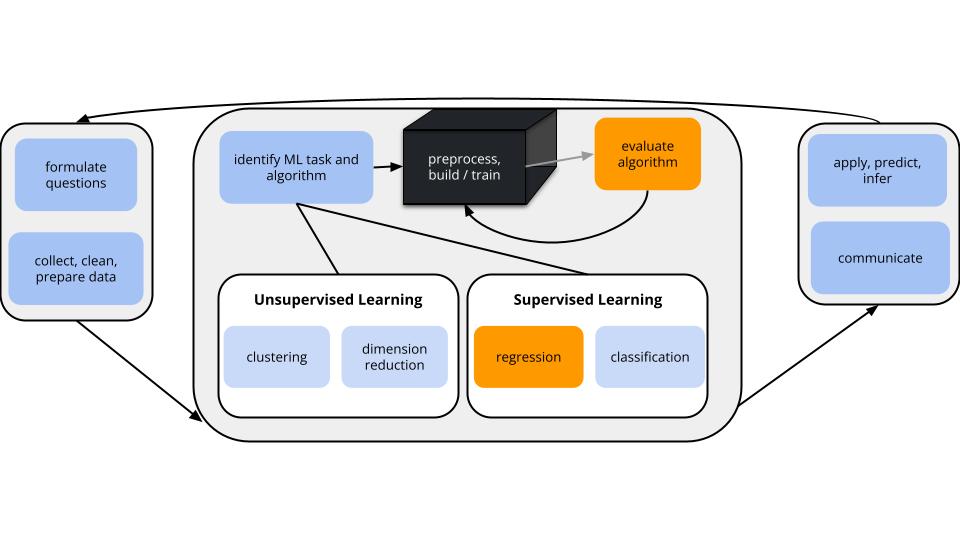 formulate
questions
collect, clean,
prepare data
identify ML task and
algorithm
preprocess,
build / train
evaluate
algorithm
Unsupervised Learning
clustering
dimension
reduction
Supervised Learning
regression
classification
apply, predict,
infer
communicate